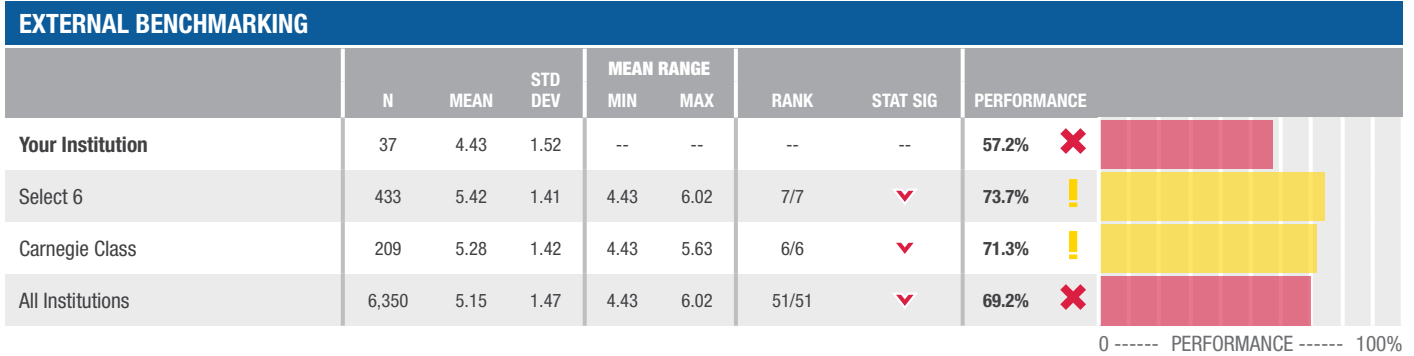 EXTERNAL BENCHMARKING
N MEAN STD DEV MEAN RANGE MIN MAX RANK STAT SIG PERFORMANCE
Your Institution 37 4.43 1.52 -- -- -- -- 57.2%
Select 6 433 5.42 1.41 4.43 6.02 7/7 73.7%
Carnegie Class 209 5.28 1.42 4.43 5.63 6/6 71.3%
All Institutions 6,350 5.15 1.47 4.43 6.02 51/51 69.2%
0 ------ PERFORMANCE ------ 100%